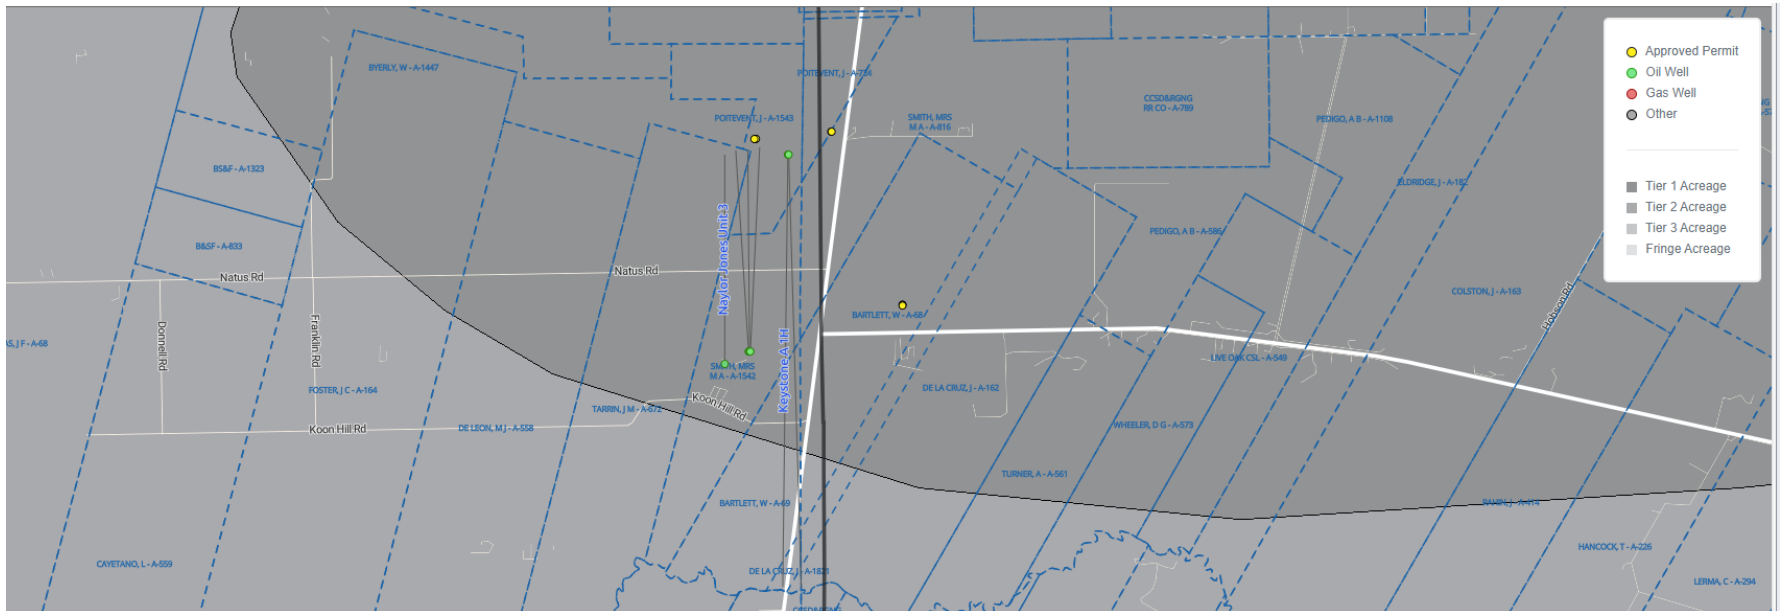 BYERLY, W - A-1447
POITEVENT, J - A-734
CCSD&RGNG
RR CO - A-789
POITEVENT, J - A-1543
SMITH, MRS
M A - A-816
PEDIGO, A B - A-1108
BS&F - A-1323
ELDRIDGE, J - A-182
Naylor Jones Unit 3
B&SF - A-833
PEDIGO, A B - A-586
Natus Rd
Natus Rd
COLSTON, J - A-163
Hobson Rd
Donnell Rd
Franklin Rd
BARTLETT, W - A-68
AS, J F - A-68
LIVE OAK CSL - A-549
SMITH, MRS
M A - A-1542
Keystone A 1H
FOSTER, J C - A-164
DE LA CRUZ, J - A-162
TARRIN, J M - A-672
Koon Hill Rd
Koon Hill Rd
DE LEON, M J - A-558
WHEELER, D G - A-573
TURNER, A - A-561
BARTLETT, W - A-69
HANCOCK, T - A-226
CAYETANO, L - A-559
DE LA CRUZ, J - A-1821
LERMA, C - A-294
CCSD&RGNG
Approved Permit
Oil Well
Gas Well
Other
Tier 1 Acreage
Tier 2 Acreage
Tier 3 Acreage
Fringe Acreage